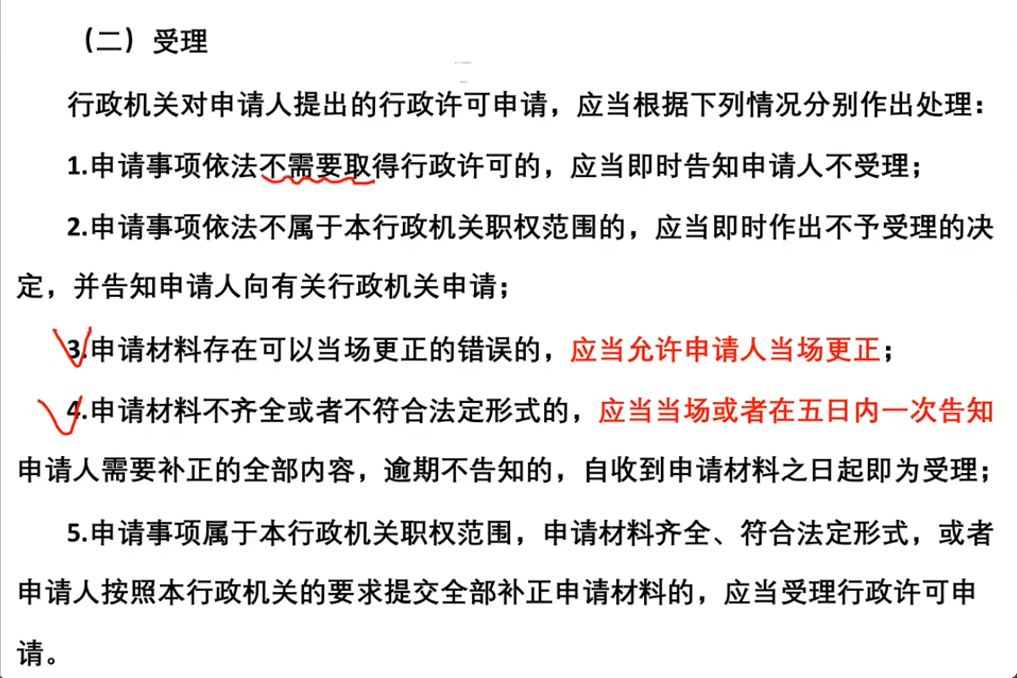 （二）受理
行政机关对申请人提出的行政许可申请，应当根据下列情况分别作出处理：
1.申请事项依法不需要取得行政许可的，应当即时告知申请人不受理；
2.申请事项依法不属于本行政机关职权范围的，应当即时作出不予受理的决
定，并告知申请人向有关行政机关申请；
3.申请材料存在可以当场更正的错误的，应当允许申请人当场更正；
4.申请材料不齐全或者不符合法定形式的，应当当场或者在五日内一次告知
申请人需要补正的全部内容，逾期不告知的，自收到申请材料之日起即为受理；
5.申请事项属于本行政机关职权范围，申请材料齐全、符合法定形式，或者
申请人按照本行政机关的要求提交全部补正申请材料的，应当受理行政许可申
请。